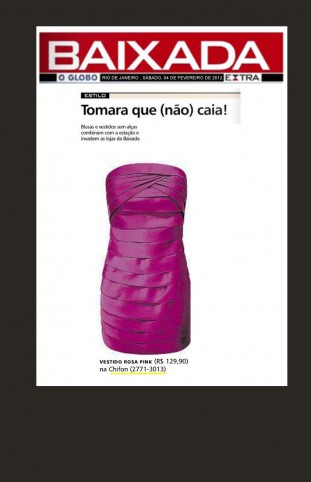 BAIXADA
O GLOBO RIO DE JANEIRO, SÁBADO, 04 DE FEVEREIRO DE 2012 EXTRA
ESTILO
Tomara que (não) caia!
Blusas e vestidos sem alças
combinam com a estação e
invadem as lojas da Baixada
VESTIDO ROSA PINK (R$ 129,90)
na Chifon (2771-3013)